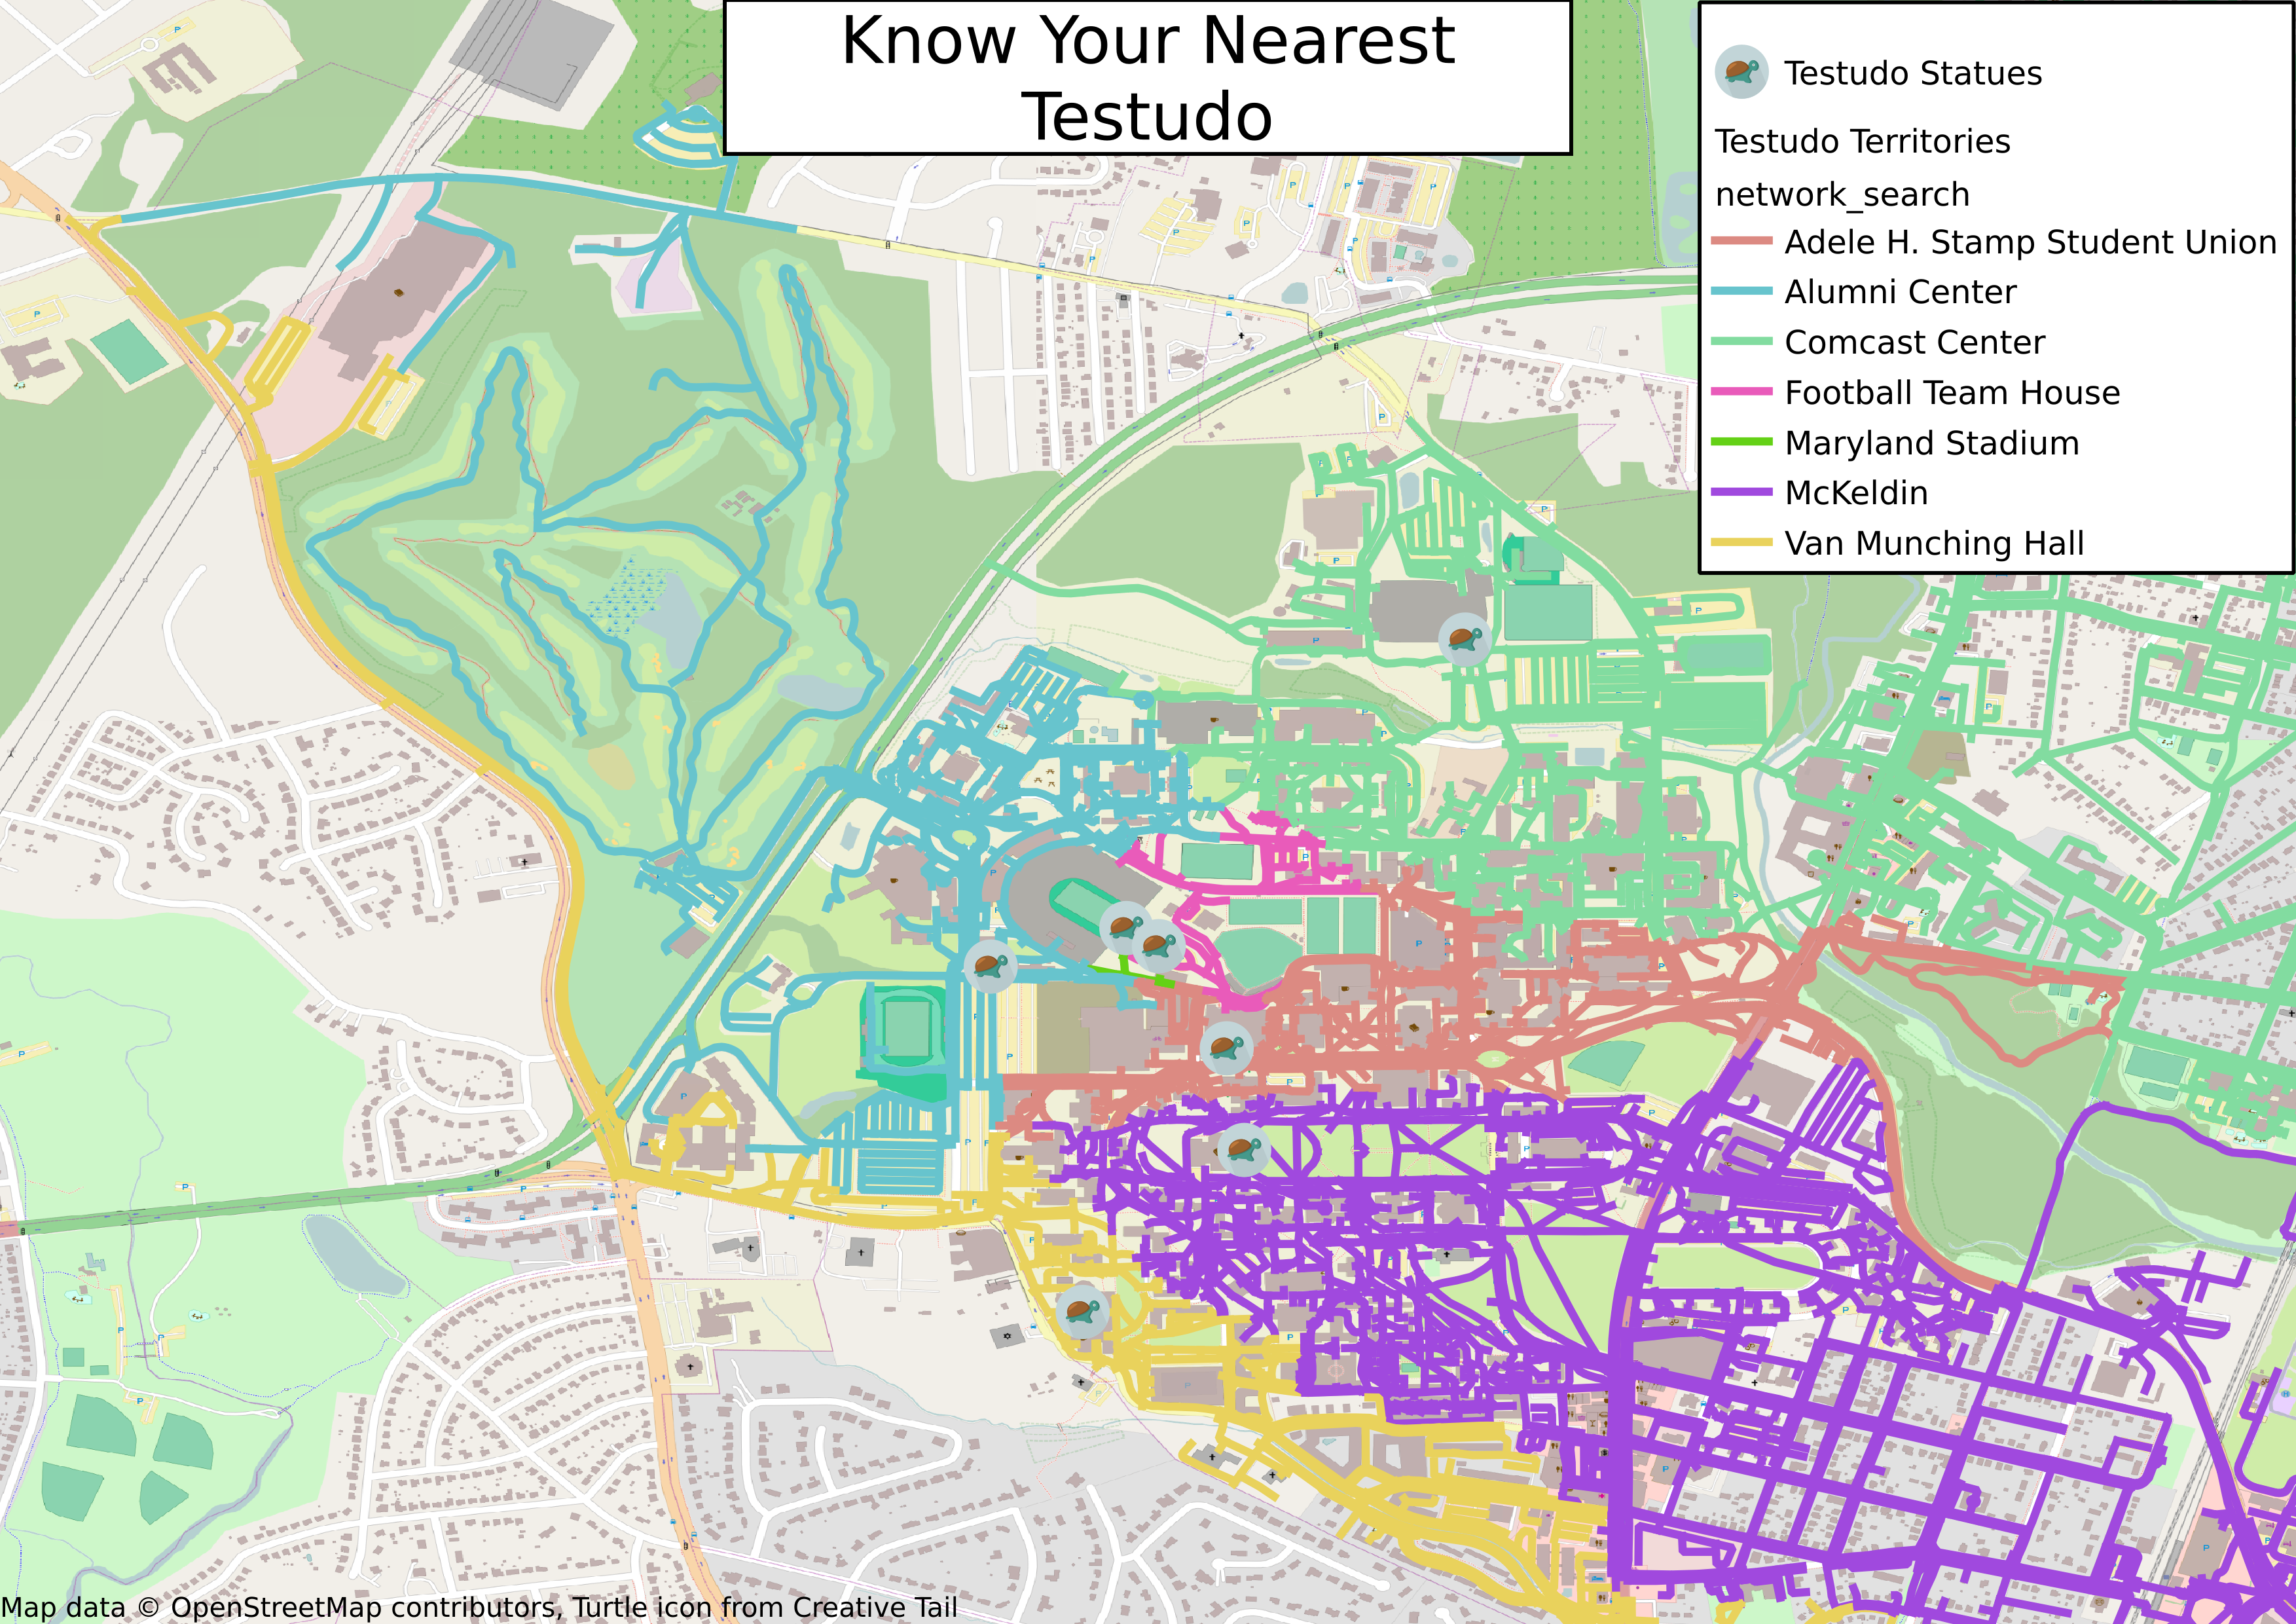 Know Your Nearest
Testudo
Testudo Statues
Testudo Territories
network_search
Adele H. Stamp Student Union
Alumni Center
Comcast Center
Football Team House
Maryland Stadium
McKeldin
Van Munching Hall
Map data © OpenStreetMap contributors, Turtle icon from Creative Tail